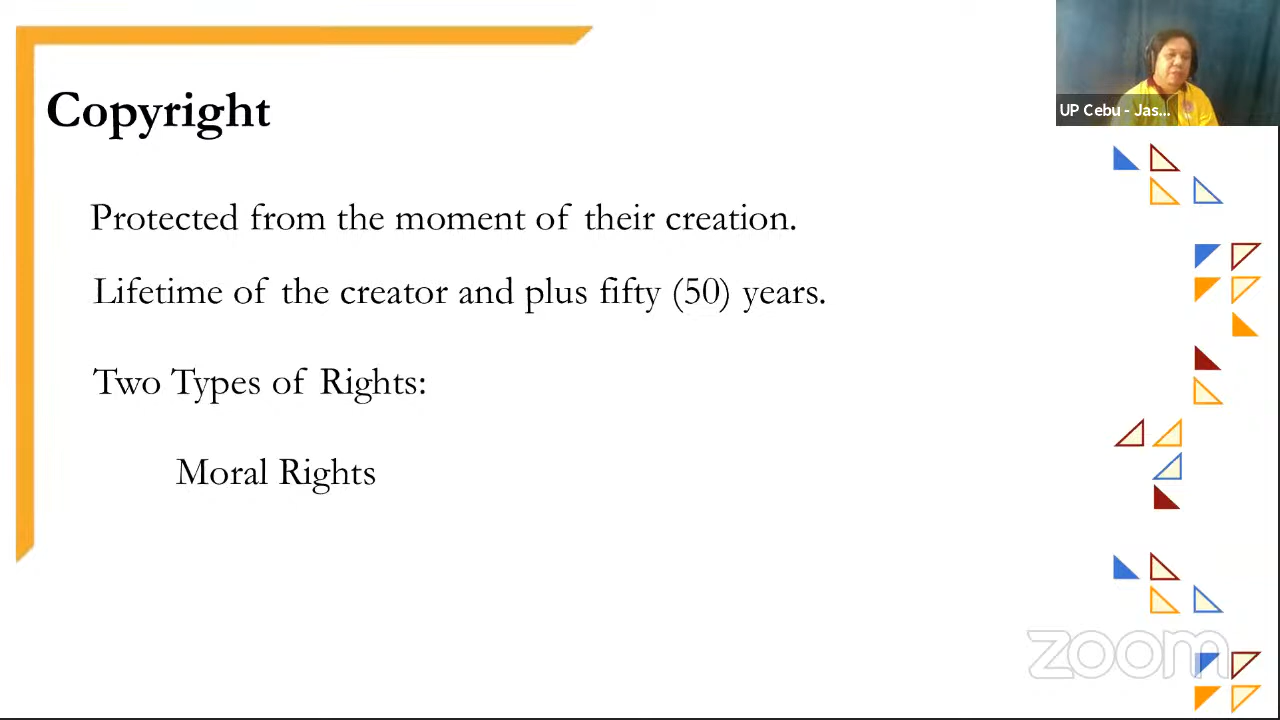 Copyright
UP Cebu - Jas...
Protected from the moment of their creation.
Lifetime of the creator and plus fifty (50) years.
Two Types of Rights:
Moral Rights
zoom